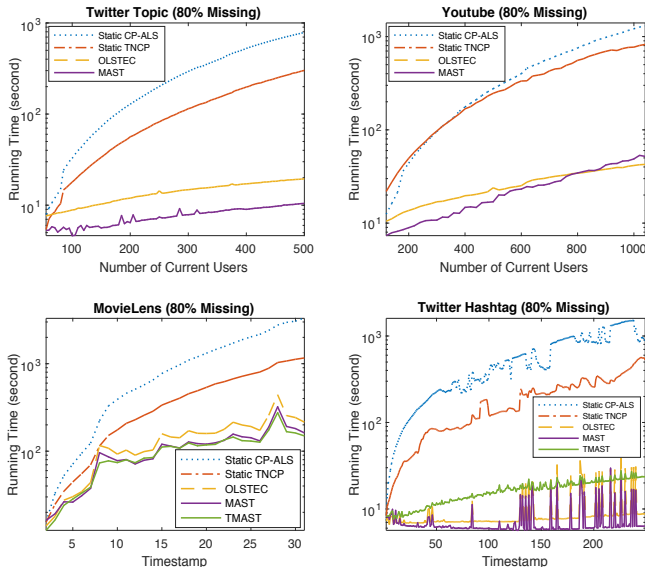 Twitter Topic (80% Missing)
Static CP-ALS
Static TNCP
OLSTEC
MAST
Running Time (second)
10^3
10^2
10^1
100 200 300 400 500
Number of Current Users
Youtube (80% Missing)
Static CP-ALS
Static TNCP
OLSTEC
MAST
Running Time (second)
10^3
10^2
10^1
200 400 600 800 1000
Number of Current Users
MovieLens (80% Missing)
Static CP-ALS
Static TNCP
OLSTEC
MAST
TMAST
Running Time (second)
10^3
10^2
5 10 15 20 25 30
Timestamp
Twitter Hashtag (80% Missing)
Static CP-ALS
Static TNCP
OLSTEC
MAST
TMAST
Running Time (second)
10^3
10^2
10^1
50 100 150 200
Timestamp